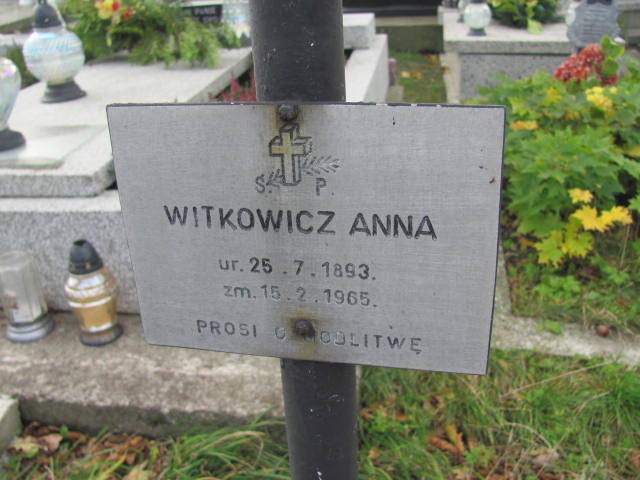 Ś. P.
WITKOWICZ ANNA
ur. 25.7.1893.
zm. 15.2.1965.
PROSI O MODLITWĘ